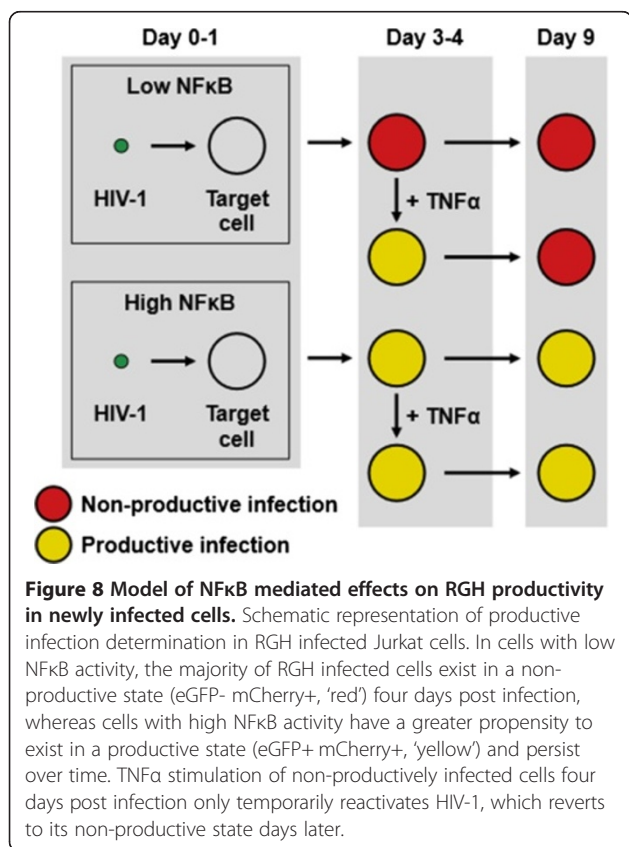 Day 0-1 Day 3-4 Day 9
Low NFκB
HIV-1 Target
cell
+ TNFα
High NFκB
HIV-1 Target
cell
+ TNFα
Non-productive infection
Productive infection
Figure 8 Model of NFκB mediated effects on RGH productivity
in newly infected cells. Schematic representation of productive
infection determination in RGH infected Jurkat cells. In cells with low
NFκB activity, the majority of RGH infected cells exist in a non-
productive state (eGFP- mCherry+, ‘red’) four days post infection,
whereas cells with high NFκB activity have a greater propensity to
exist in a productive state (eGFP+ mCherry+, ‘yellow’) and persist
over time. TNFα stimulation of non-productively infected cells four
days post infection only temporarily reactivates HIV-1, which reverts
to its non-productive state days later.